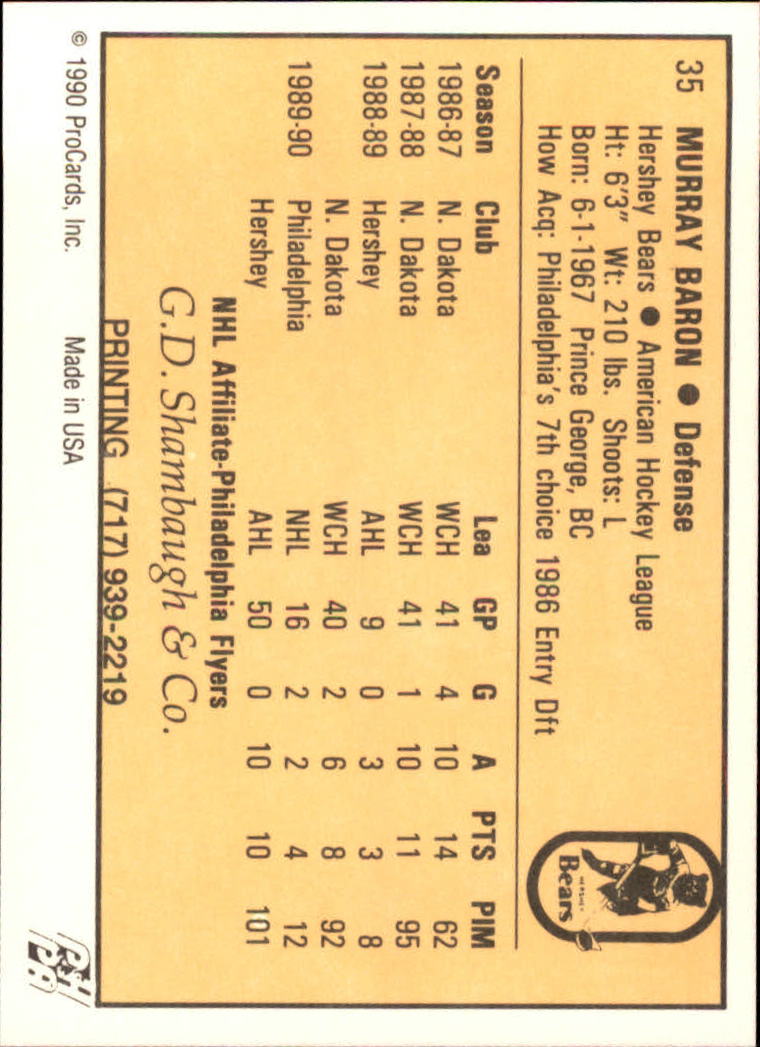 35 MURRAY BARON ● Defense
Hershey Bears ● American Hockey League
Ht: 6'3" Wt: 210 lbs. Shoots: L
Born: 6-1-1967 Prince George, BC
How Acq: Philadelphia's 7th choice 1986 Entry Dft
HERSHEY
Bears
Season Club Lea GP G A PTS PIM
1986-87 N. Dakota WCH 41 4 10 14 62
1987-88 N. Dakota WCH 41 1 10 11 95
1988-89 Hershey AHL 9 0 3 3 8
N. Dakota WCH 40 2 6 8 92
1989-90 Philadelphia NHL 16 2 2 4 12
Hershey AHL 50 0 10 10 101
NHL Affiliate-Philadelphia Flyers
G.D. Shambaugh & Co.
PRINTING (717) 939-2219
© 1990 ProCards, Inc. Made in USA